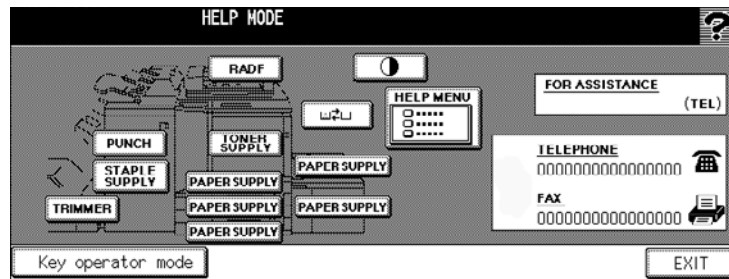 HELP MODE
?
RADF
FOR ASSISTANCE
(TEL)
HELP MENU
PUNCH
TONER SUPPLY
STAPLE SUPPLY
PAPER SUPPLY
PAPER SUPPLY
TRIMMER
PAPER SUPPLY
PAPER SUPPLY
PAPER SUPPLY
TELEPHONE
0000000000000000
FAX
0000000000000000
Key operator mode
EXIT